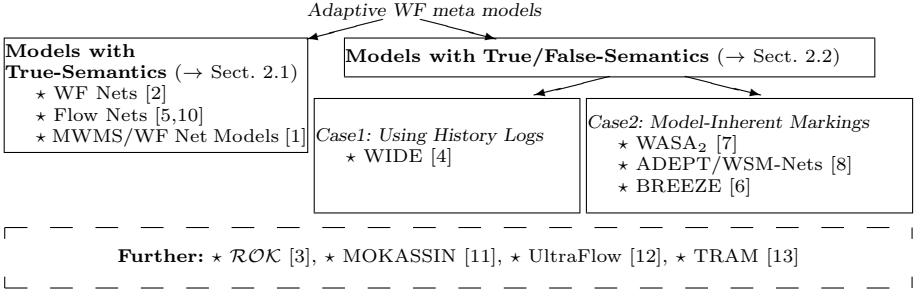 Adaptive WF meta models
Models with
True-Semantics (→ Sect. 2.1)
⋆ WF Nets [2]
⋆ Flow Nets [5,10]
⋆ MWMS/WF Net Models [1]
Models with True/False-Semantics (→ Sect. 2.2)
Case1: Using History Logs
⋆ WIDE [4]
Case2: Model-Inherent Markings
⋆ WASA₂ [7]
⋆ ADEPT/WSM-Nets [8]
⋆ BREEZE [6]
Further: ⋆ ROK [3], ⋆ MOKASSIN [11], ⋆ UltraFlow [12], ⋆ TRAM [13]